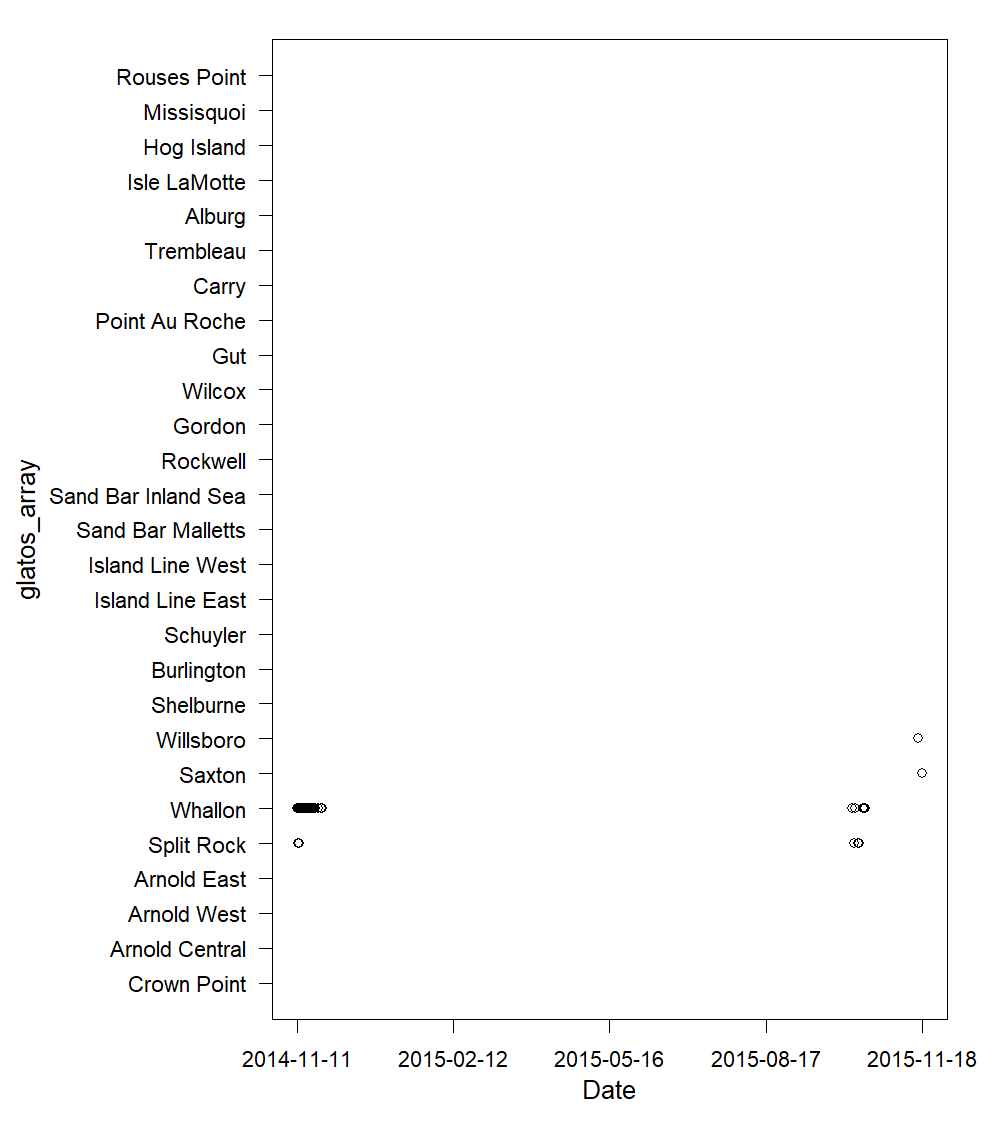 Rouses Point
Missisquoi
Hog Island
Isle LaMotte
Alburg
Trembleau
Carry
Point Au Roche
Gut
Wilcox
Gordon
Rockwell
Sand Bar Inland Sea
Sand Bar Malletts
Island Line West
Island Line East
Schuyler
Burlington
Shelburne
Willsboro
Saxton
Whallon
Split Rock
Arnold East
Arnold West
Arnold Central
Crown Point
glatos_array
2014-11-11 2015-02-12 2015-05-16 2015-08-17 2015-11-18
Date